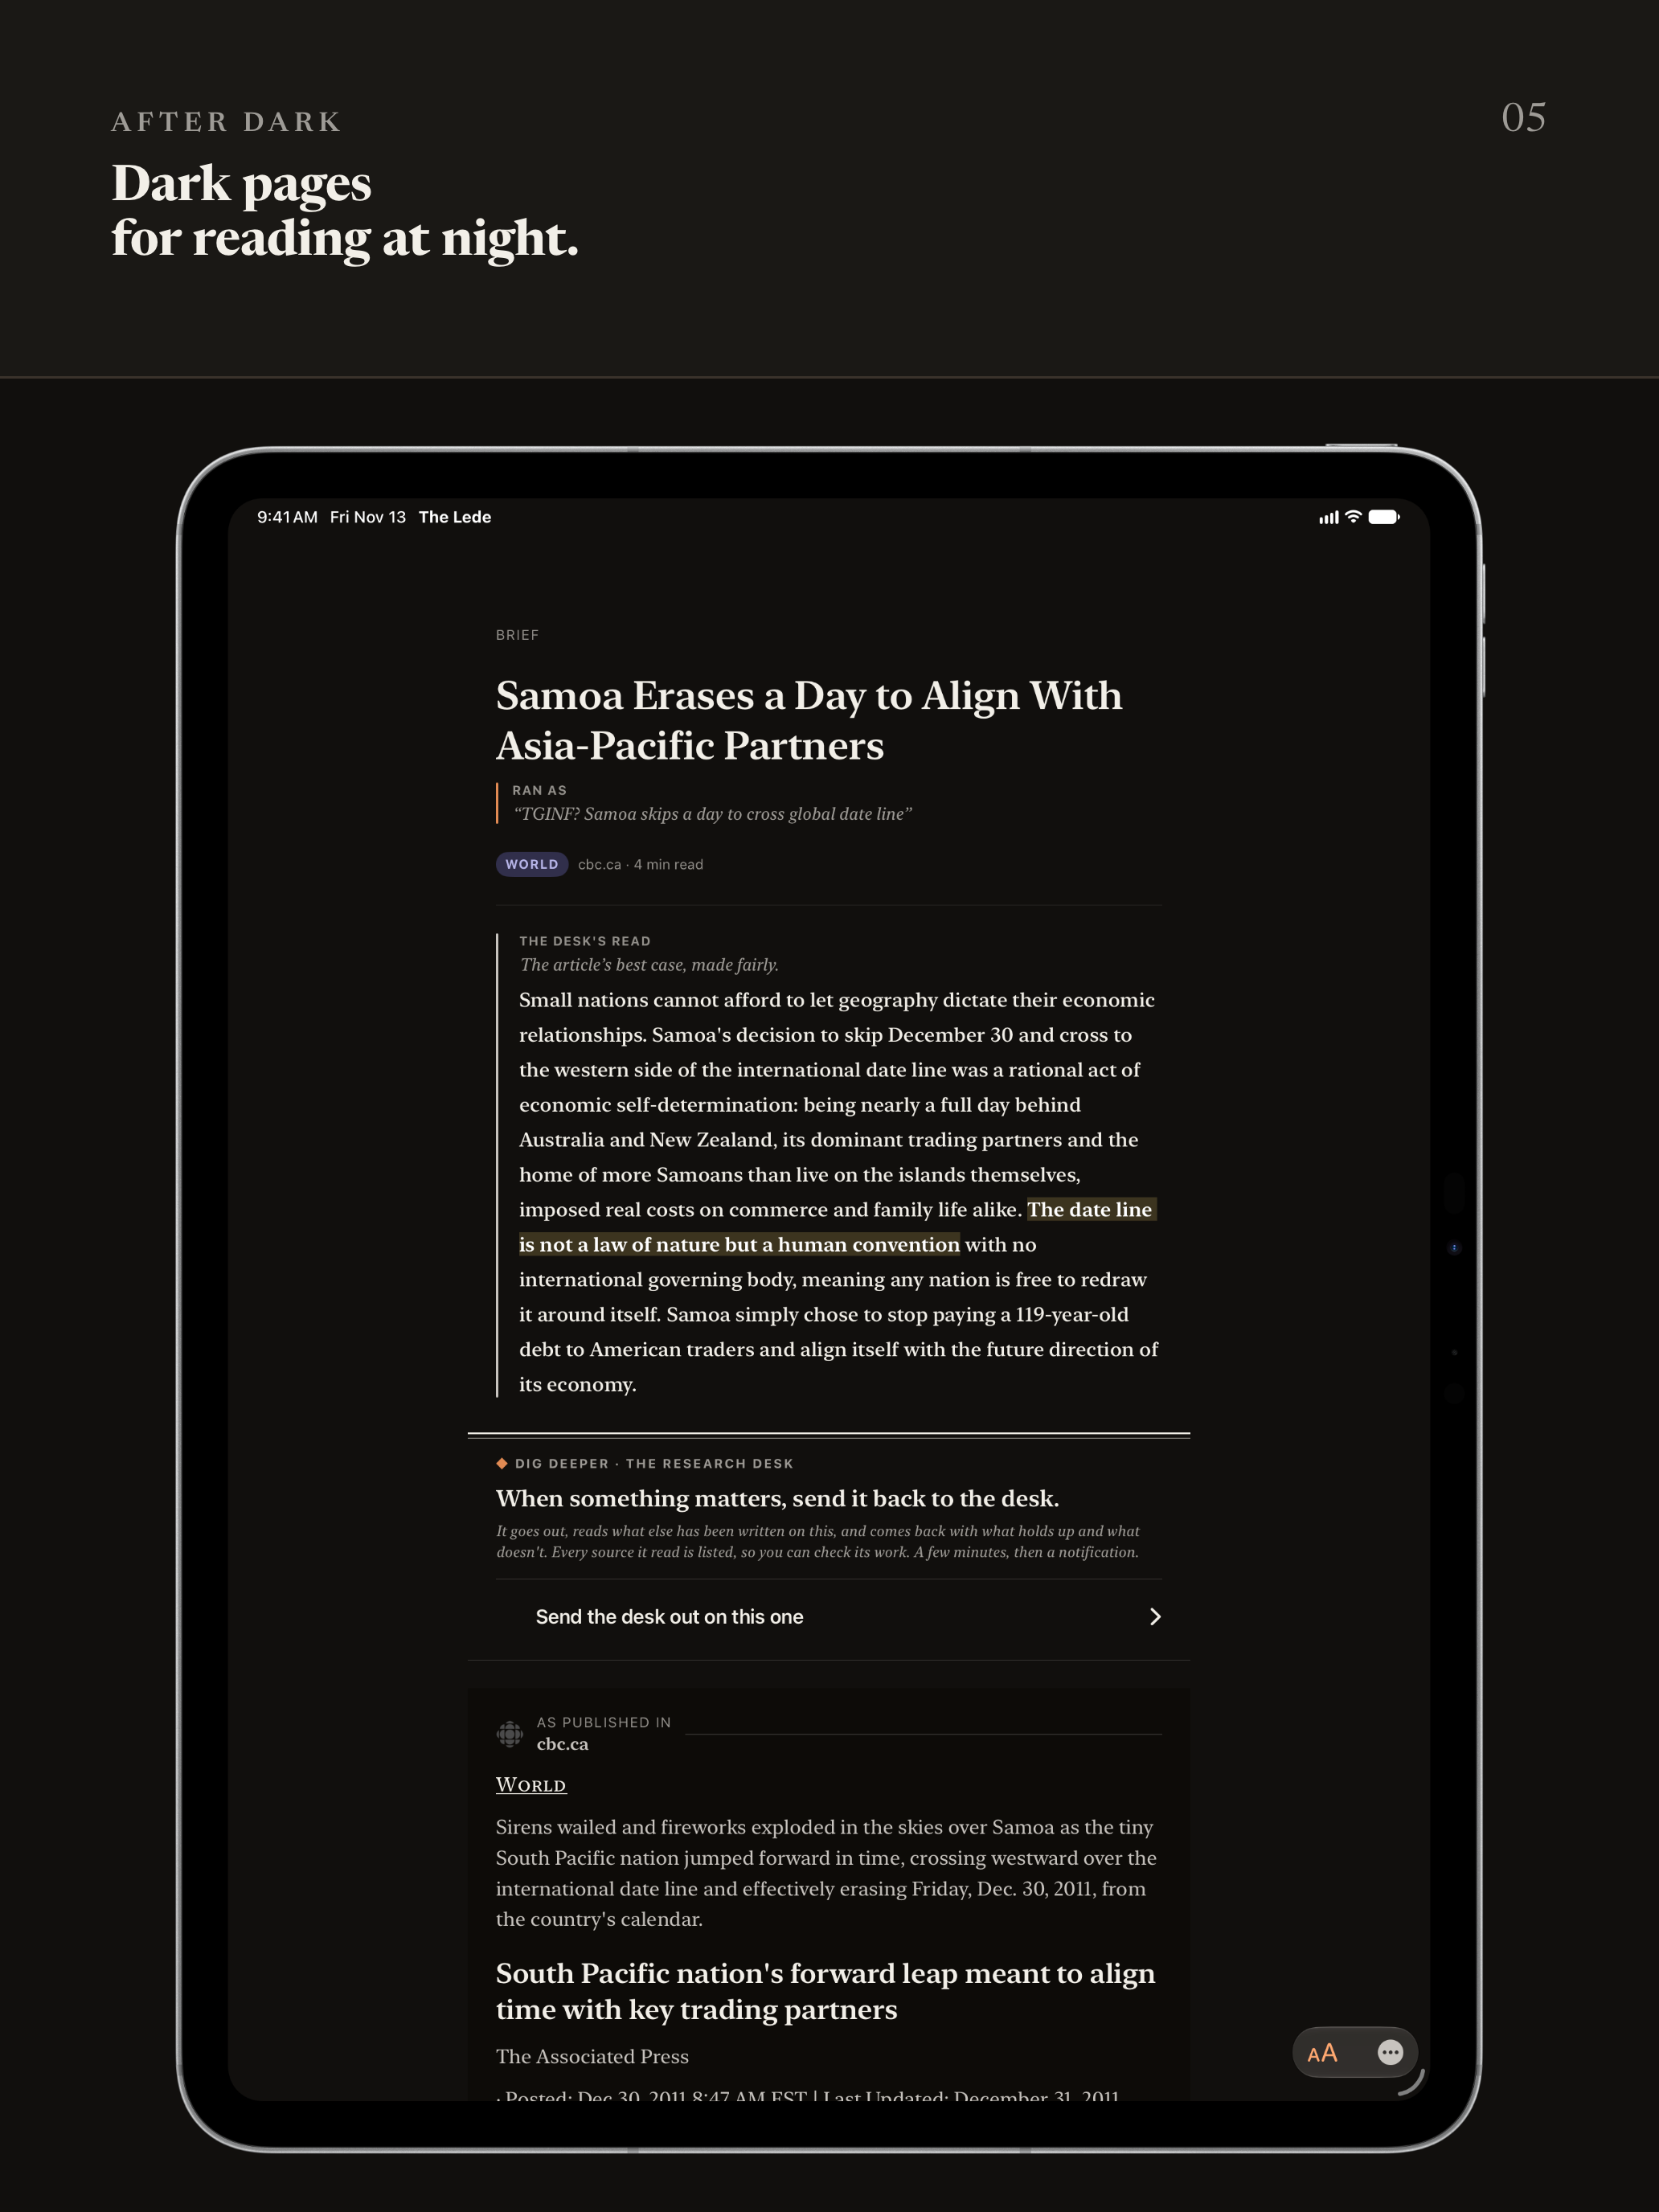 AFTER DARK
05
Dark pages
for reading at night.
9:41 AM Fri Nov 13 The Lede
BRIEF
Samoa Erases a Day to Align With
Asia-Pacific Partners
RAN AS
“TGINF? Samoa skips a day to cross global date line”
WORLD cbc.ca · 4 min read
THE DESK'S READ
The article’s best case, made fairly.
Small nations cannot afford to let geography dictate their economic
relationships. Samoa's decision to skip December 30 and cross to
the western side of the international date line was a rational act of
economic self-determination: being nearly a full day behind
Australia and New Zealand, its dominant trading partners and the
home of more Samoans than live on the islands themselves,
imposed real costs on commerce and family life alike. The date line
is not a law of nature but a human convention with no
international governing body, meaning any nation is free to redraw
it around itself. Samoa simply chose to stop paying a 119-year-old
debt to American traders and align itself with the future direction of
its economy.
DIG DEEPER · THE RESEARCH DESK
When something matters, send it back to the desk.
It goes out, reads what else has been written on this, and comes back with what holds up and what
doesn't. Every source it read is listed, so you can check its work. A few minutes, then a notification.
Send the desk out on this one
AS PUBLISHED IN
cbc.ca
World
Sirens wailed and fireworks exploded in the skies over Samoa as the tiny
South Pacific nation jumped forward in time, crossing westward over the
international date line and effectively erasing Friday, Dec. 30, 2011, from
the country's calendar.
South Pacific nation's forward leap meant to align
time with key trading partners
The Associated Press
· Posted: Dec 30, 2011 8:47 AM EST | Last Updated: December 31, 2011
AA